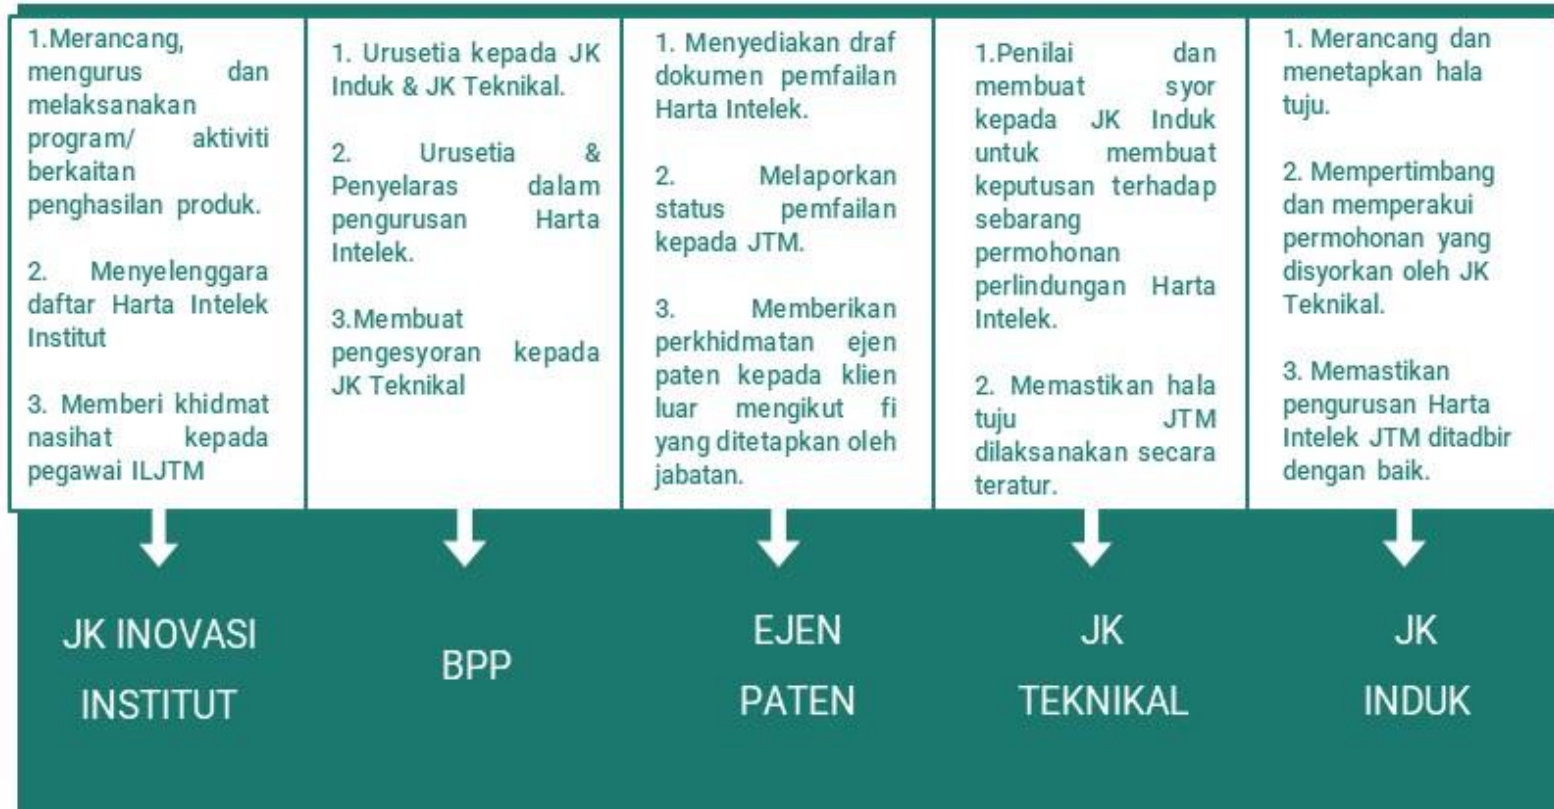 1.Merancang,
mengurus dan
melaksanakan
program/ aktiviti
berkaitan
penghasilan produk.
2. Menyelenggara
daftar Harta Intelek
Institut
3. Memberi khidmat
nasihat kepada
pegawai ILJTM
JK INOVASI
INSTITUT
1. Urusetia kepada JK
Induk & JK Teknikal.
2. Urusetia &
Penyelaras dalam
pengurusan Harta
Intelek.
3.Membuat
pengesyoran kepada
JK Teknikal
BPP
1. Menyediakan draf
dokumen pemfailan
Harta Intelek.
2. Melaporkan
status pemfailan
kepada JTM.
3. Memberikan
perkhidmatan ejen
paten kepada klien
luar mengikut fi
yang ditetapkan oleh
jabatan.
EJEN
PATEN
1.Penilai dan
membuat syor
kepada JK Induk
untuk membuat
keputusan terhadap
sebarang
permohonan
perlindungan Harta
Intelek.
2. Memastikan hala
tuju JTM
dilaksanakan secara
teratur.
JK
TEKNIKAL
1. Merancang dan
menetapkan hala
tuju.
2. Mempertimbang
dan memperakui
permohonan yang
disyorkan oleh JK
Teknikal.
3. Memastikan
pengurusan Harta
Intelek JTM ditadbir
dengan baik.
JK
INDUK